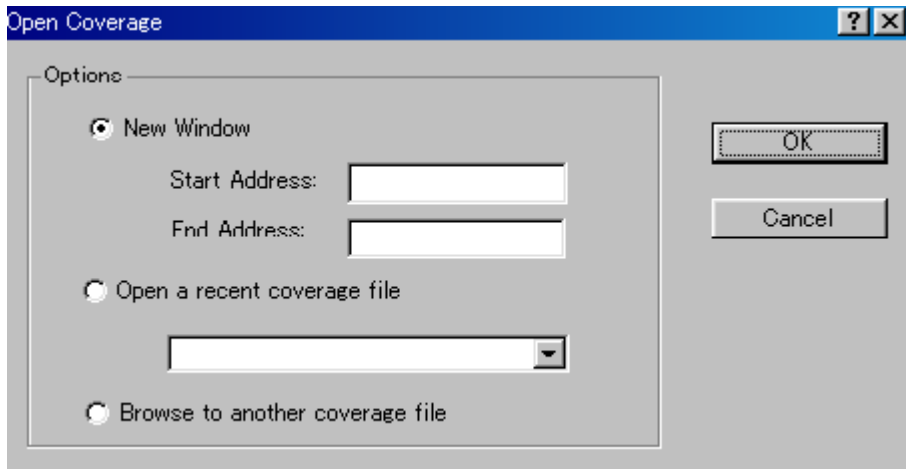 Open Coverage
Options
New Window
Start Address:
End Address:
Open a recent coverage file
Browse to another coverage file
OK
Cancel